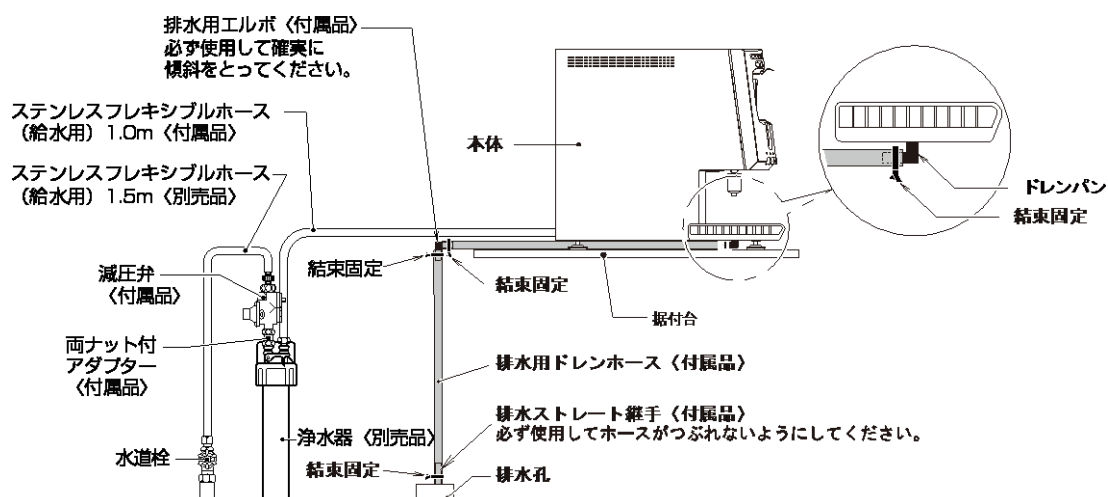 排水用エルボ〈付属品〉
必ず使用して確実に
傾斜をとってください。
ステンレスフレキシブルホース
（給水用）1.0m〈付属品〉
ステンレスフレキシブルホース
（給水用）1.5m〈別売品〉
本体
ドレンパン
結束固定
減圧弁
〈付属品〉
結束固定
結束固定
据付台
両ナット付
アダプター
〈付属品〉
排水用ドレンホース〈付属品〉
排水ストレート継手〈付属品〉
必ず使用してホースがつぶれないようにしてください。
水道栓
浄水器〈別売品〉
結束固定
排水孔